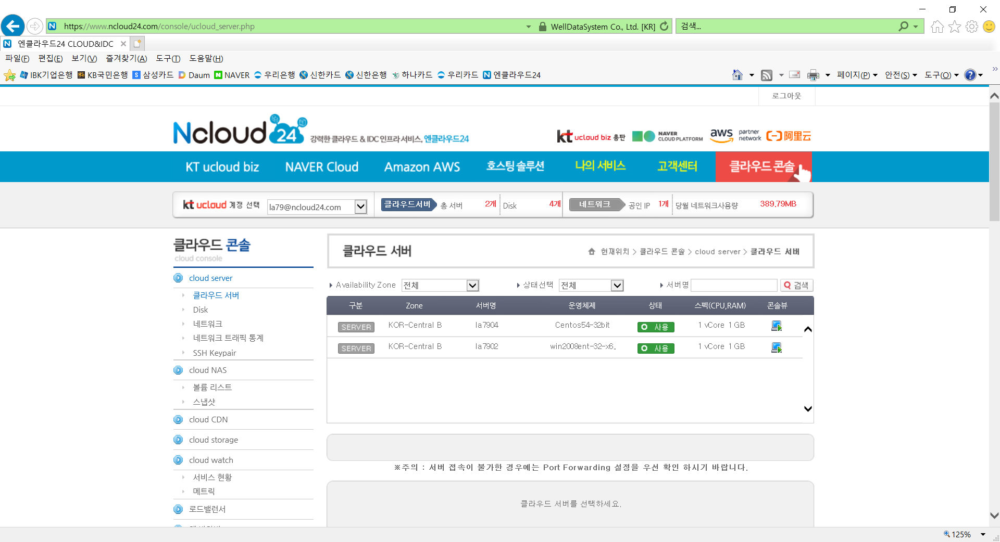 https://www.ncloud24.com/console/ucloud_server.php
WellDataSystem Co., Ltd. [KR]
검색...
엔클라우드24 CLOUD&IDC
파일(F) 편집(E) 보기(V) 즐겨찾기(A) 도구(T) 도움말(H)
IBK기업은행 KB국민은행 삼성카드 Daum NAVER 우리은행 신한카드 신한은행 하나카드 우리카드 엔클라우드24
페이지(P) 안전(S) 도구(O)
로그아웃
Ncloud24 강력한 클라우드 & IDC 인프라 서비스, 엔클라우드24
kt ucloud biz 총판 NAVER CLOUD PLATFORM aws partner network 阿里云
KT ucloud biz NAVER Cloud Amazon AWS 호스팅 솔루션 나의 서비스 고객센터 클라우드 콘솔
kt ucloud 계정 선택 la79@ncloud24.com 클라우드서버 총 서버 2개 Disk 4개 네트워크 공인 IP 1개 당월 네트워크사용량 389.79MB
클라우드 콘솔
cloud console
cloud server
클라우드 서버
Disk
네트워크
네트워크 트래픽 통계
SSH Keypair
cloud NAS
볼륨 리스트
스냅샷
cloud CDN
cloud storage
cloud watch
서비스 현황
메트릭
로드밸런서
클라우드 서버
현재위치 > 클라우드 콘솔 > cloud server > 클라우드 서버
Availability Zone 전체 상태선택 전체 서버명 검색
구분 Zone 서버명 운영체제 상태 스펙(CPU,RAM) 콘솔뷰
SERVER KOR-Central B la7904 Centos54-32bit 사용 1 vCore 1 GB
SERVER KOR-Central B la7902 win2008ent-32-x6.. 사용 1 vCore 1 GB
※주의 : 서버 접속이 불가한 경우에는 Port Forwarding 설정을 우선 확인 하시기 바랍니다.
클라우드 서버를 선택하세요.
125%